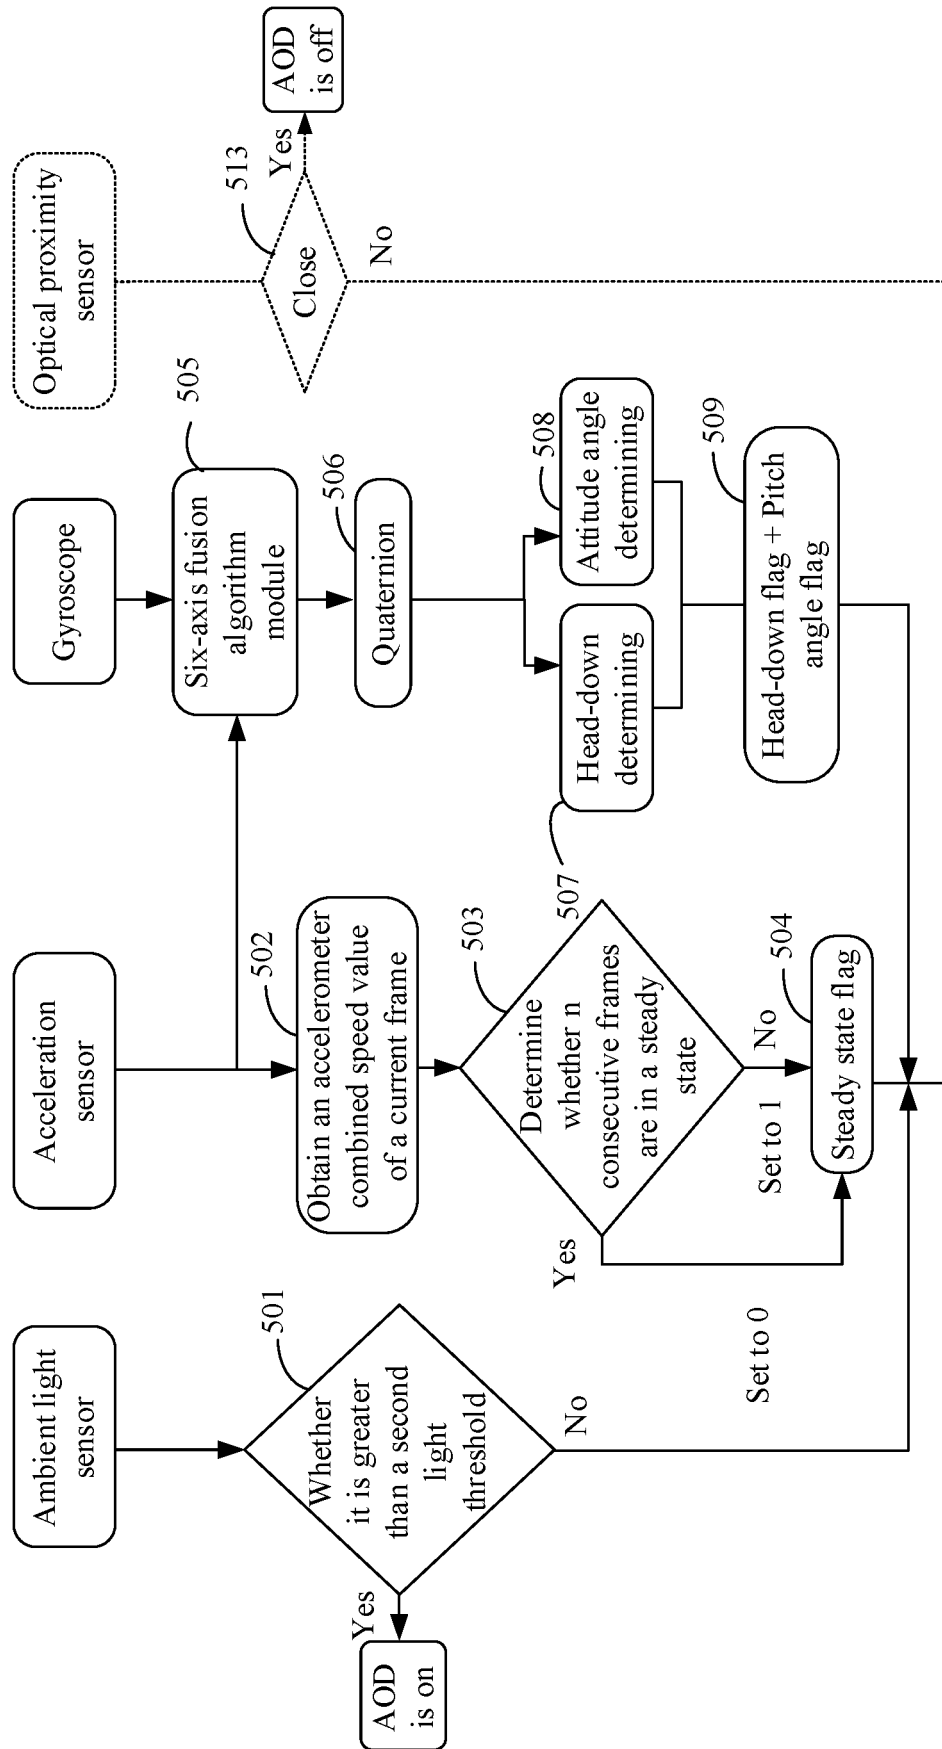 Ambient light
sensor
Acceleration
sensor
Gyroscope
Optical proximity
sensor
501
Whether
it is greater
than a second
light
threshold
Yes
AOD
is on
No
502
Obtain an accelerometer
combined speed value
of a current frame
503
Determine
whether n
consecutive frames
are in a steady
state
Yes
No
Set to 0
Set to 1
504
Steady state flag
505
Six-axis fusion
algorithm
module
506
Quaternion
507
Head-down
determining
508
Attitude angle
determining
509
Head-down flag + Pitch
angle flag
513
Close
Yes
AOD
is off
No